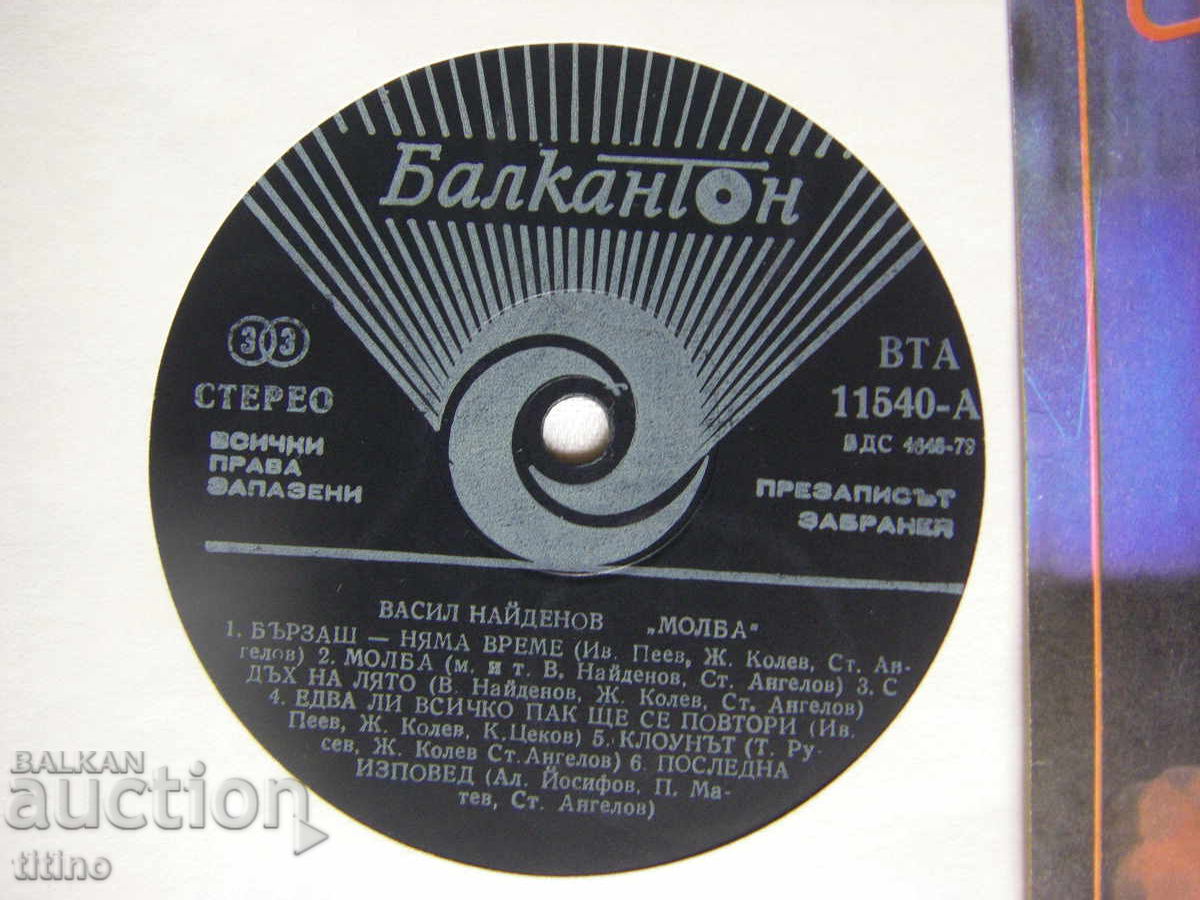 Балкантон
33
СТЕРЕО
ВСИЧКИ
ПРАВА
ЗАПАЗЕНИ
ВТА
11540-А
БДС 4646-79
ПРЕЗАПИСЪТ
ЗАБРАНЕН
ВАСИЛ НАЙДЕНОВ „МОЛБА"
1. БЪРЗАШ — НЯМА ВРЕМЕ (Ив. Пеев, Ж. Колев, Ст. Ан-
гелов) 2. МОЛБА (м. и т. В. Найденов, Ст. Ангелов) 3. С
ДЪХ НА ЛЯТО (В. Найденов, Ж. Колев, Ст. Ангелов)
4. ЕДВА ЛИ ВСИЧКО ПАК ЩЕ СЕ ПОВТОРИ (Ив.
Пеев, Ж. Колев, К. Цеков) 5. КЛОУНЪТ (Т. Ру-
сев, Ж. Колев Ст. Ангелов) 6. ПОСЛЕДНА
ИЗПОВЕД (Ал. Йосифов, П. Ма-
тев, Ст. Ангелов)
BALKAN
auction
titino